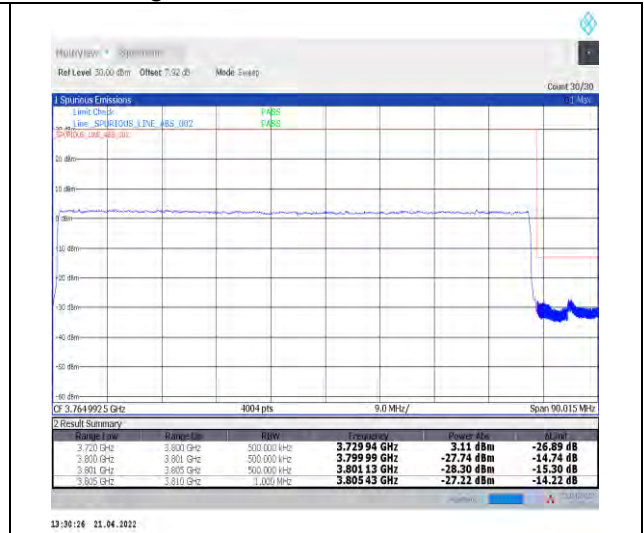 MultiView Spectrum
Ref Level 30.00 dBm Offset 7.92 dB Mode Sweep
Count 30/30
1 Spurious Emissions 1 Max
Limit Check PASS
Line _SPURIOUS_LINE_ABS_002 PASS
20 dBm
10 dBm
0 dBm
-10 dBm
-20 dBm
-30 dBm
-40 dBm
-50 dBm
-60 dBm
CF 3.7649925 GHz 4004 pts 9.0 MHz/ Span 90.015 MHz
2 Result Summary
Range Low Range Up RBW Frequency Power Abs ΔLimit
3.720 GHz 3.800 GHz 500.000 kHz 3.729 94 GHz 3.11 dBm -26.89 dB
3.800 GHz 3.801 GHz 500.000 kHz 3.799 99 GHz -27.74 dBm -14.74 dB
3.801 GHz 3.805 GHz 500.000 kHz 3.801 13 GHz -28.30 dBm -15.30 dB
3.805 GHz 3.810 GHz 1.000 MHz 3.805 43 GHz -27.22 dBm -14.22 dB
13:30:26 21.04.2022